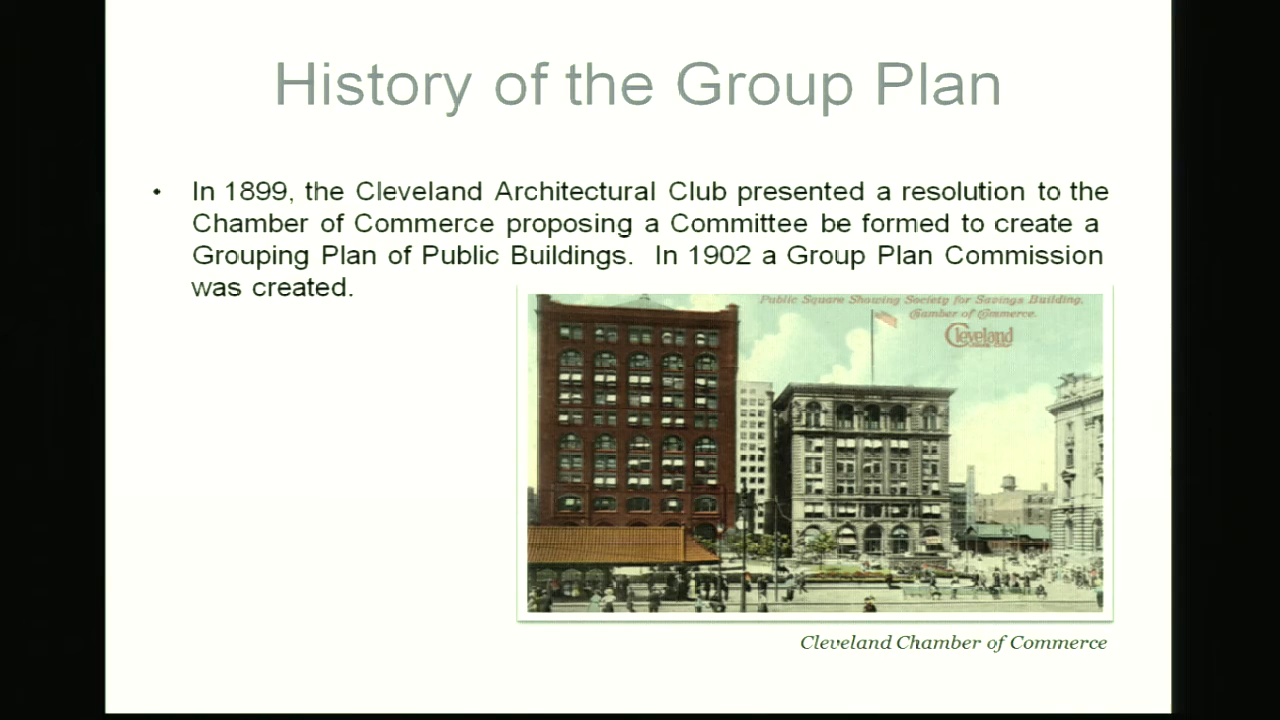 History of the Group Plan
• In 1899, the Cleveland Architectural Club presented a resolution to the
Chamber of Commerce proposing a Committee be formed to create a
Grouping Plan of Public Buildings. In 1902 a Group Plan Commission
was created.
Public Square Showing Society for Savings Building,
Chamber of Commerce.
Cleveland
Cleveland Chamber of Commerce